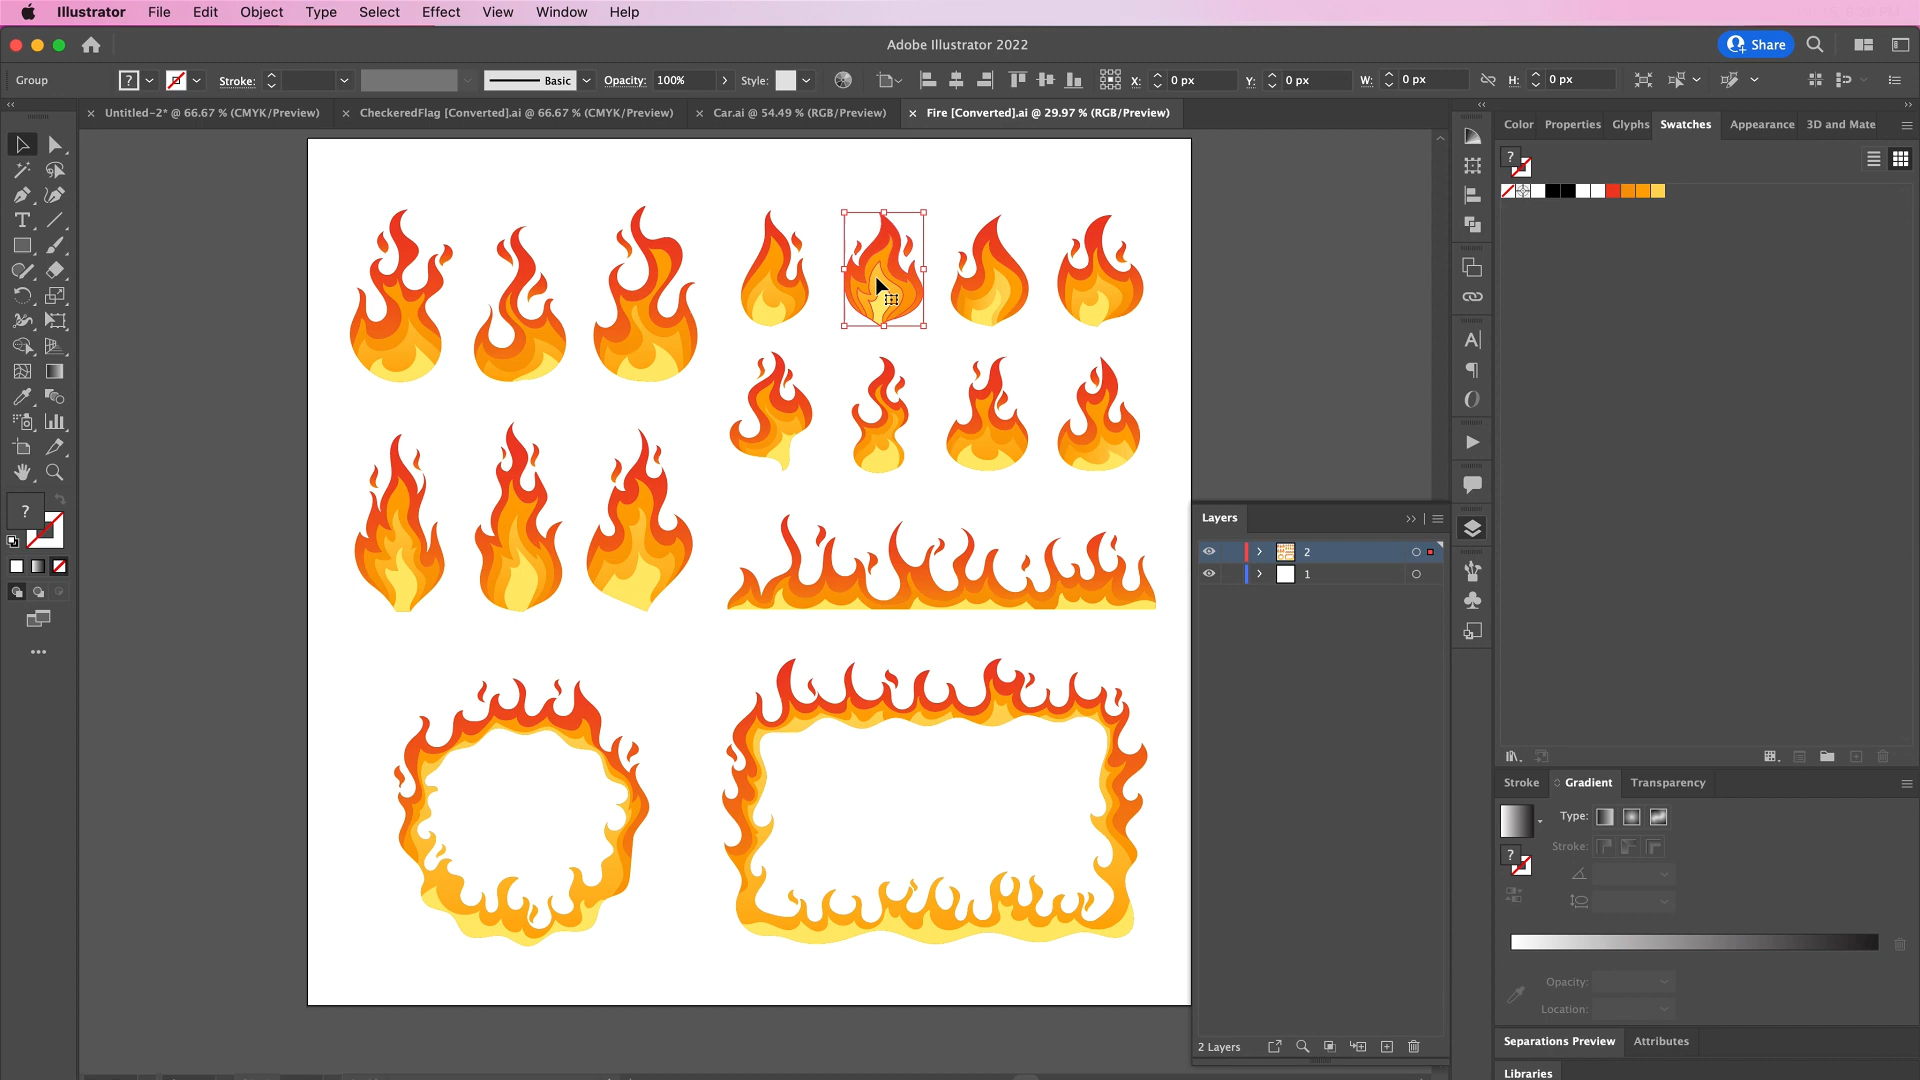 Illustrator File Edit Object Type Select Effect View Window Help
Adobe Illustrator 2022
Share
Group ? Stroke: Basic Opacity: 100% Style: X: 0 px Y: 0 px W: 0 px H: 0 px
Untitled-2* @ 66.67 % (CMYK/Preview) CheckeredFlag [Converted].ai @ 66.67 % (CMYK/Preview) Car.ai @ 54.49 % (RGB/Preview) Fire [Converted].ai @ 29.97 % (RGB/Preview)
Color Properties Glyphs Swatches Appearance 3D and Mate
?
?
Layers
2
1
2 Layers
Stroke Gradient Transparency
Type:
Stroke:
?
Opacity:
Location:
Separations Preview Attributes
Libraries